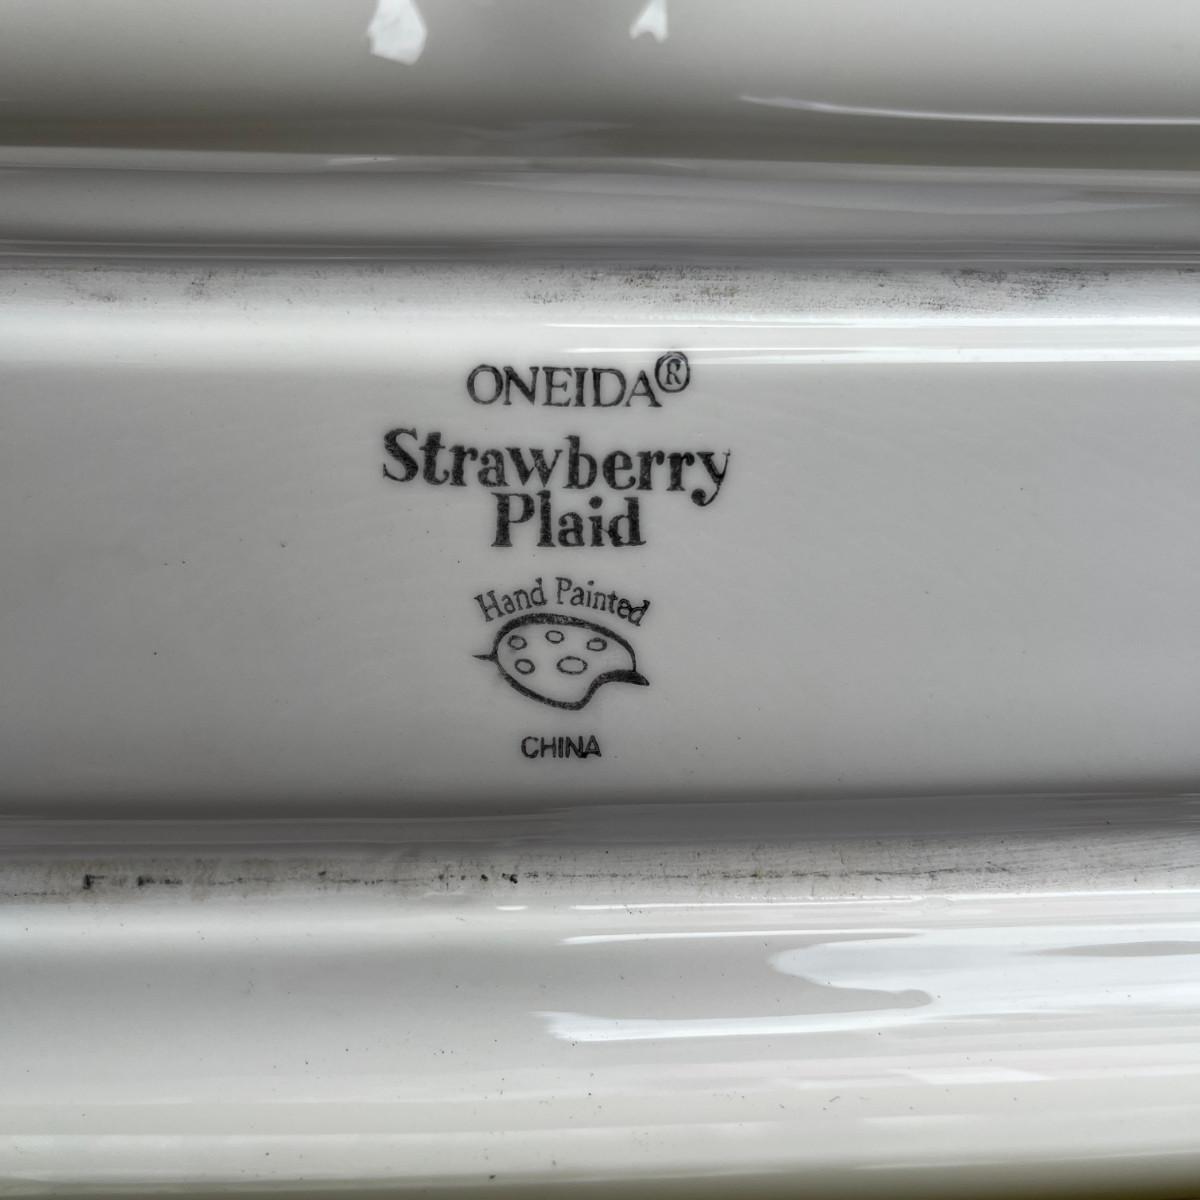 ONEIDA®
Strawberry
Plaid
Hand Painted
CHINA